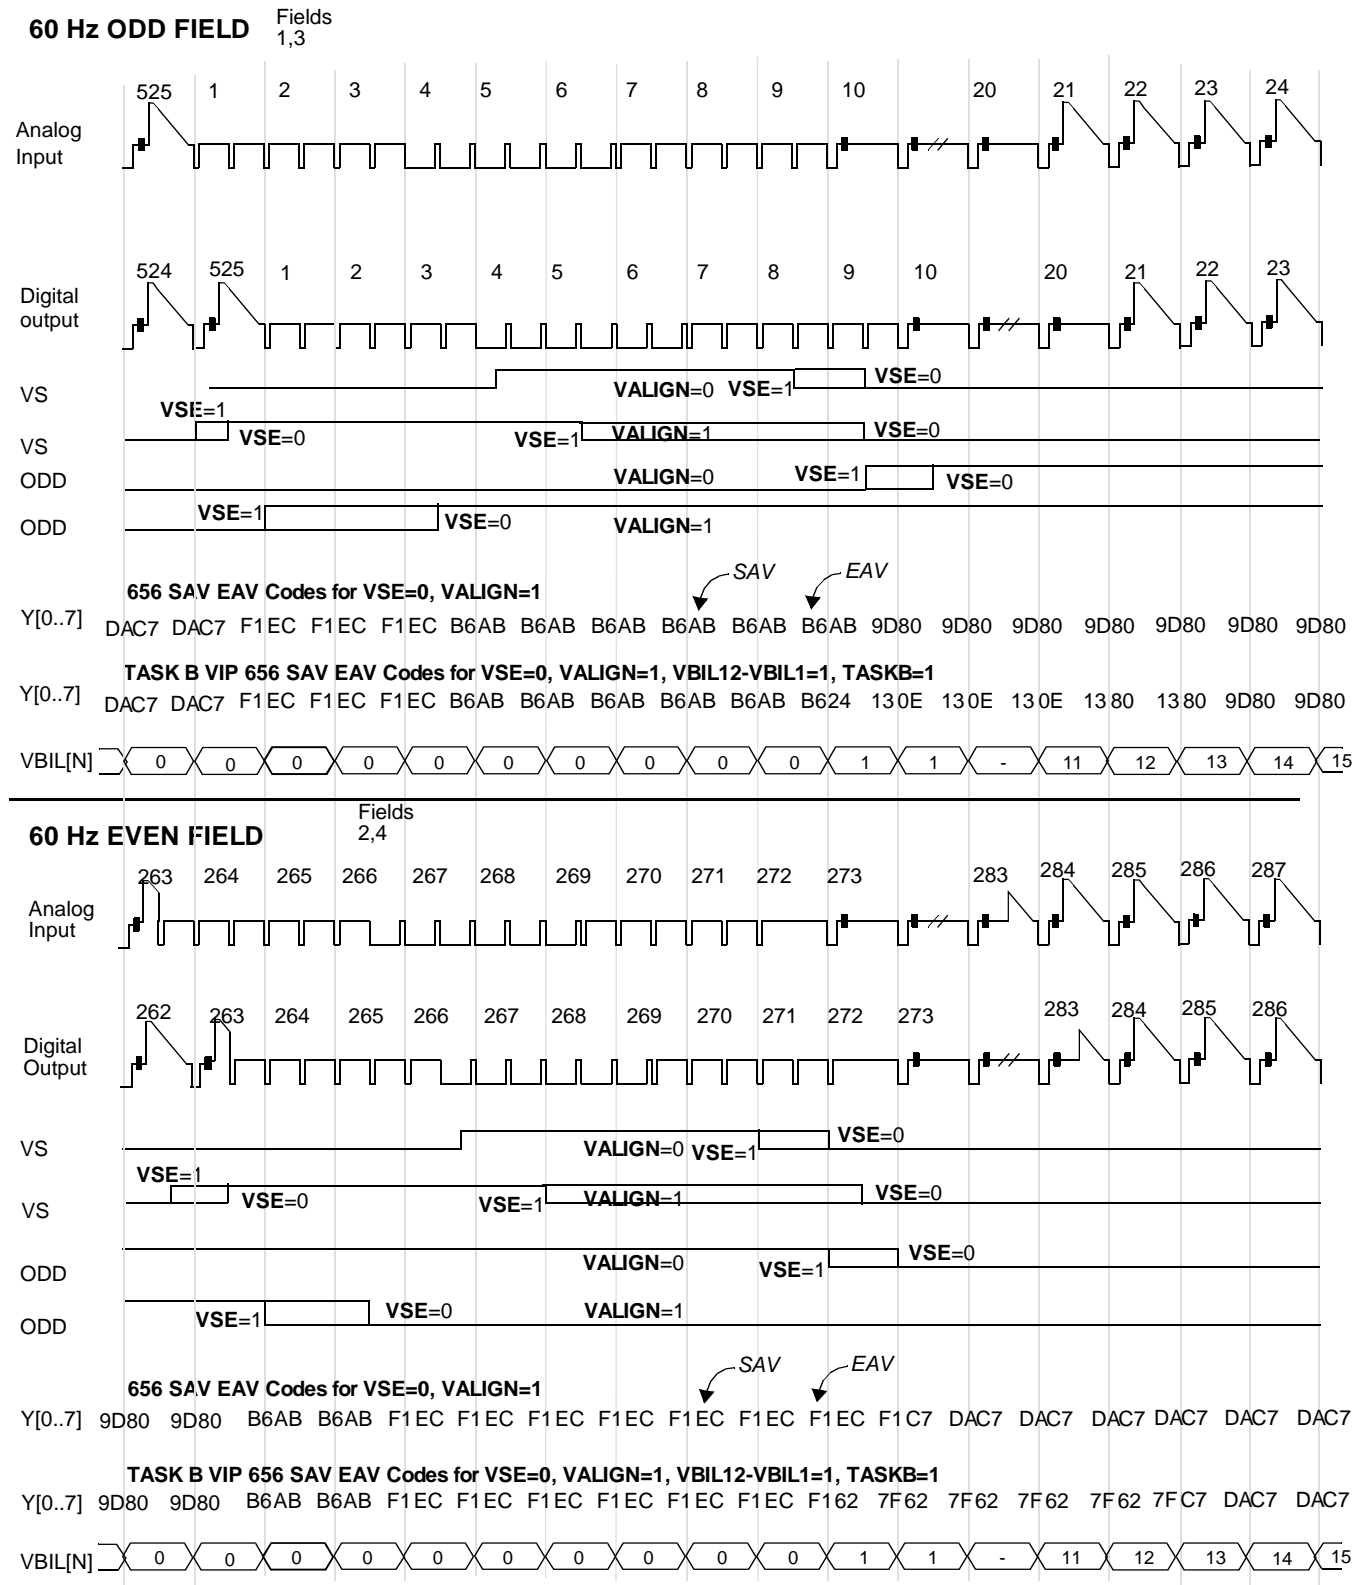 60 Hz ODD FIELD
Fields
1,3
525 1 2 3 4 5 6 7 8 9 10 20 21 22 23 24
Analog
Input
524 525 1 2 3 4 5 6 7 8 9 10 20 21 22 23
Digital
output
VS VALIGN=0 VSE=1 VSE=0
VSE=1
VS VSE=0 VSE=1 VALIGN=1 VSE=0
ODD VALIGN=0 VSE=1 VSE=0
ODD VSE=1 VSE=0 VALIGN=1
SAV EAV
656 SAV EAV Codes for VSE=0, VALIGN=1
Y[0..7] DAC7 DAC7 F1EC F1EC F1EC B6AB B6AB B6AB B6AB B6AB B6AB 9D80 9D80 9D80 9D80 9D80 9D80 9D80
TASK B VIP 656 SAV EAV Codes for VSE=0, VALIGN=1, VBIL12-VBIL1=1, TASKB=1
Y[0..7] DAC7 DAC7 F1EC F1EC F1EC B6AB B6AB B6AB B6AB B6AB B624 130E 130E 130E 1380 1380 9D80 9D80
VBIL[N] 0 0 0 0 0 0 0 0 0 0 1 1 - 11 12 13 14 15
60 Hz EVEN FIELD
Fields
2,4
263 264 265 266 267 268 269 270 271 272 273 283 284 285 286 287
Analog
Input
262 263 264 265 266 267 268 269 270 271 272 273 283 284 285 286
Digital
Output
VS VALIGN=0 VSE=1 VSE=0
VSE=1
VS VSE=0 VSE=1 VALIGN=1 VSE=0
ODD VALIGN=0 VSE=1 VSE=0
ODD VSE=1 VSE=0 VALIGN=1
SAV EAV
656 SAV EAV Codes for VSE=0, VALIGN=1
Y[0..7] 9D80 9D80 B6AB B6AB F1EC F1EC F1EC F1EC F1EC F1EC F1EC F1C7 DAC7 DAC7 DAC7 DAC7 DAC7 DAC7
TASK B VIP 656 SAV EAV Codes for VSE=0, VALIGN=1, VBIL12-VBIL1=1, TASKB=1
Y[0..7] 9D80 9D80 B6AB B6AB F1EC F1EC F1EC F1EC F1EC F1EC F162 7F62 7F62 7F62 7F62 7FC7 DAC7 DAC7
VBIL[N] 0 0 0 0 0 0 0 0 0 0 1 1 - 11 12 13 14 15